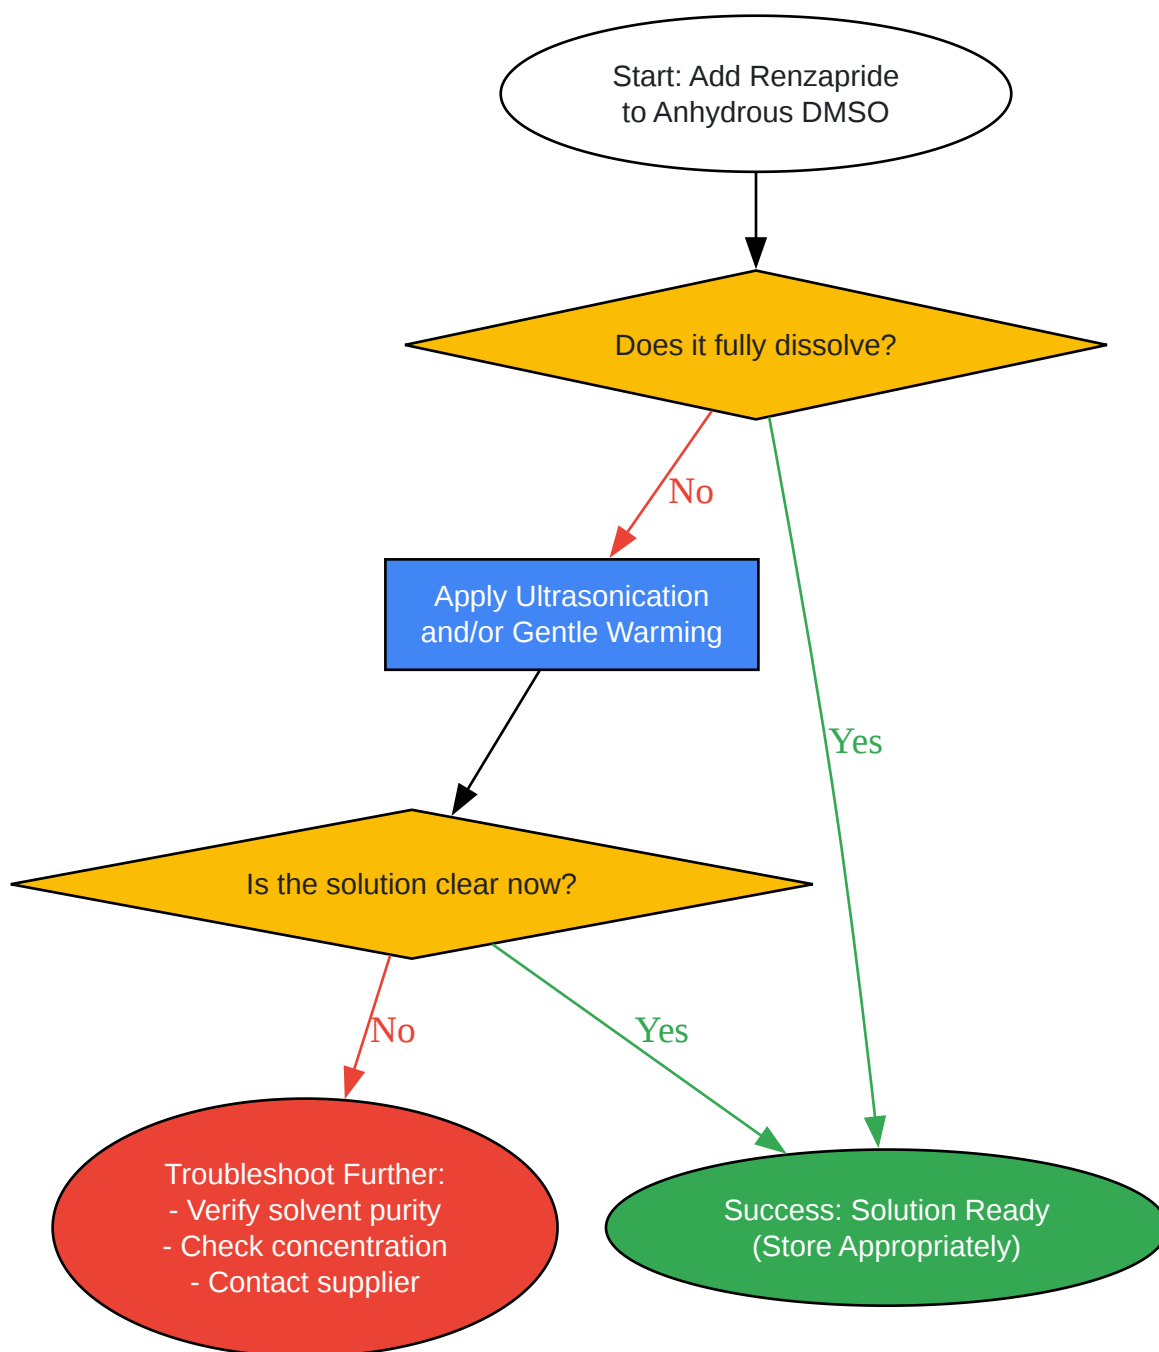 Start: Add Renzapride
to Anhydrous DMSO
Does it fully dissolve?
No
Apply Ultrasonication
and/or Gentle Warming
Yes
Is the solution clear now?
No
Yes
Troubleshoot Further:
- Verify solvent purity
- Check concentration
- Contact supplier
Success: Solution Ready
(Store Appropriately)